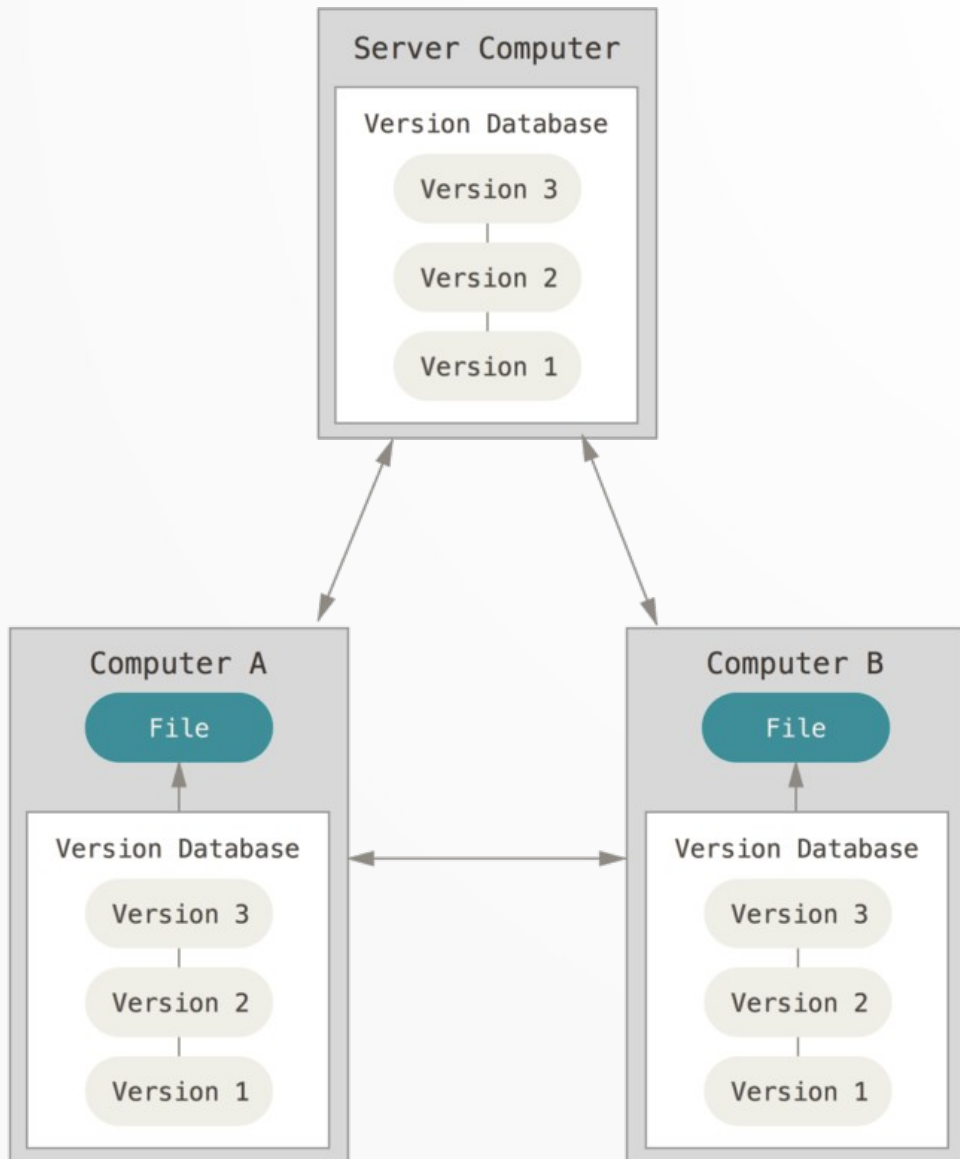 Server Computer
Version Database
Version 3
Version 2
Version 1
Computer A
File
Version Database
Version 3
Version 2
Version 1
Computer B
File
Version Database
Version 3
Version 2
Version 1